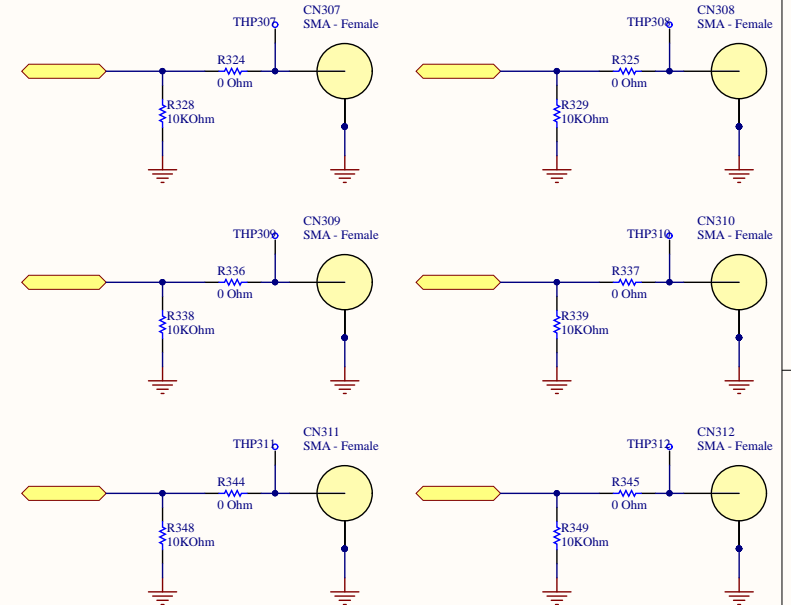 CN307
THP307
SMA - Female
R324
0 Ohm
R328
10KOhm
CN308
THP308
SMA - Female
R325
0 Ohm
R329
10KOhm
CN309
THP309
SMA - Female
R336
0 Ohm
R338
10KOhm
CN310
THP310
SMA - Female
R337
0 Ohm
R339
10KOhm
CN311
THP311
SMA - Female
R344
0 Ohm
R348
10KOhm
CN312
THP312
SMA - Female
R345
0 Ohm
R349
10KOhm